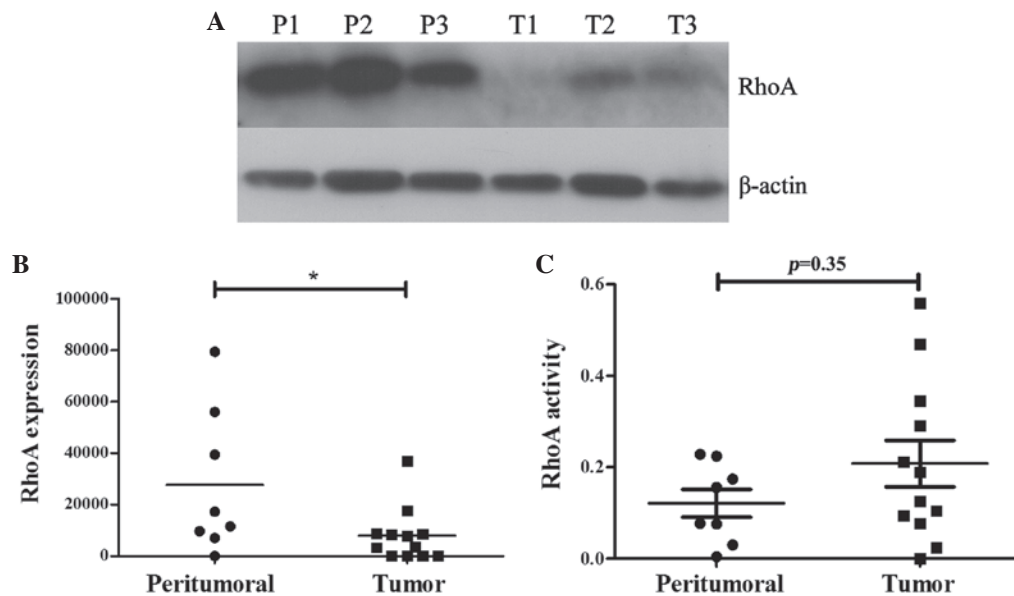 A
P1 P2 P3 T1 T2 T3
RhoA
β-actin
B
*
RhoA expression
100000
80000
60000
40000
20000
0
Peritumoral Tumor
C
p=0.35
RhoA activity
0.6
0.4
0.2
0.0
Peritumoral Tumor